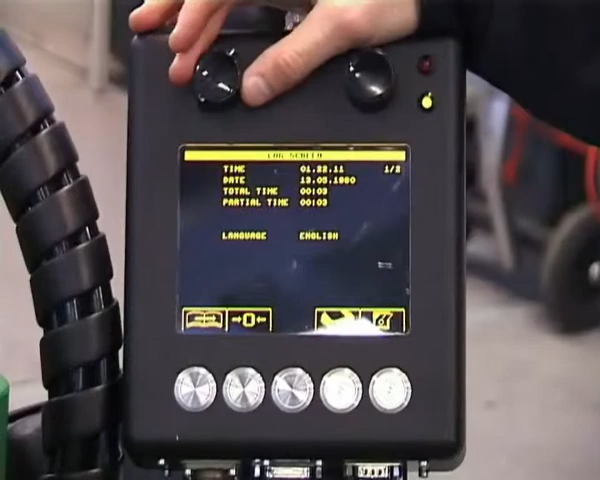 LOG SCREEN
TIME 01.22.11 1/2
DATE 13.05.1980
TOTAL TIME 00:03
PARTIAL TIME 00:03
LANGUAGE ENGLISH